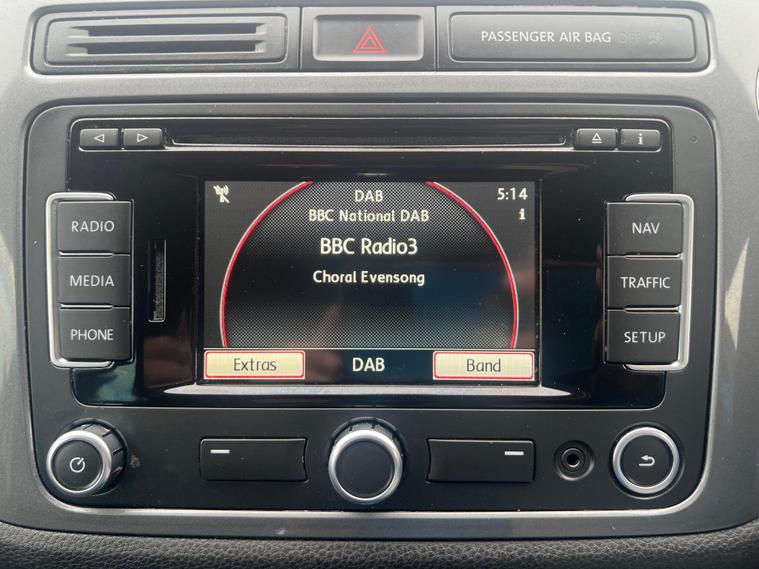 PASSENGER AIR BAG OFF
i
RADIO
MEDIA
PHONE
DAB
5:14
BBC National DAB
i
BBC Radio3
Choral Evensong
Extras
DAB
Band
NAV
TRAFFIC
SETUP